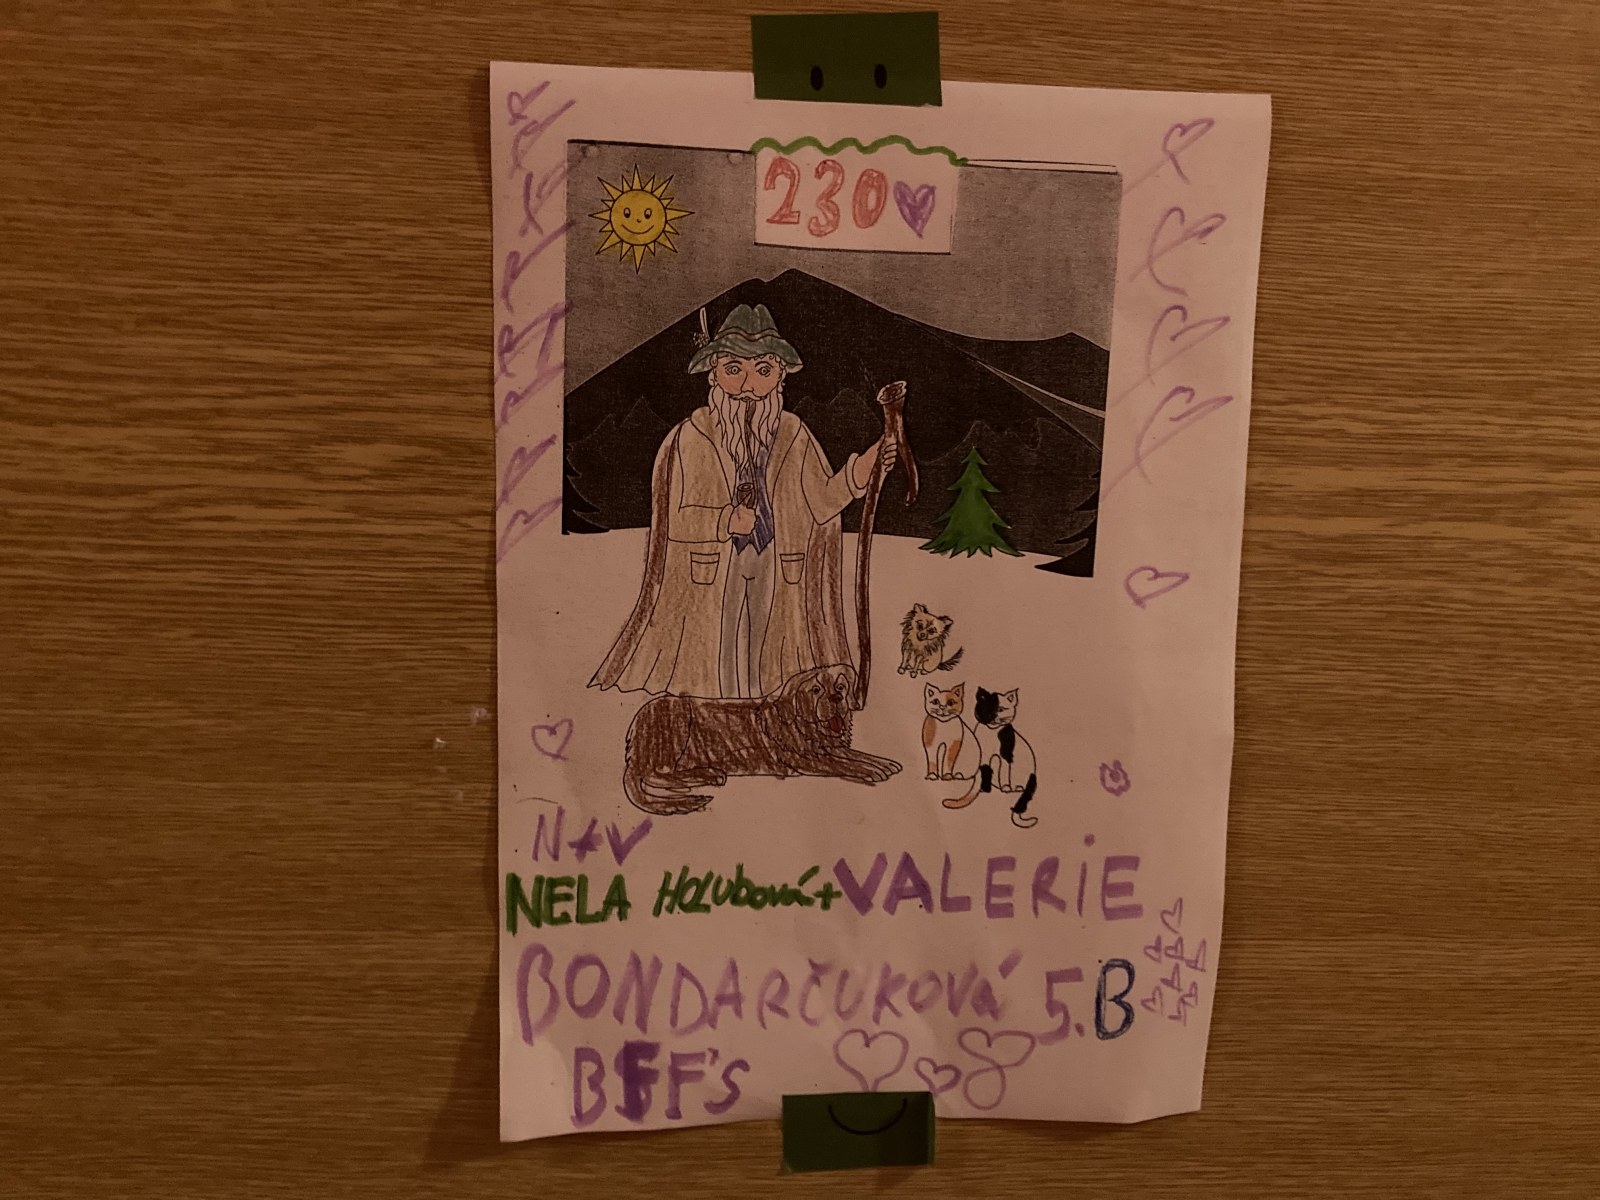 230
N+V
NELA HOLubová+VALERiE
BONDARČUKOVÁ 5.B
BFF's